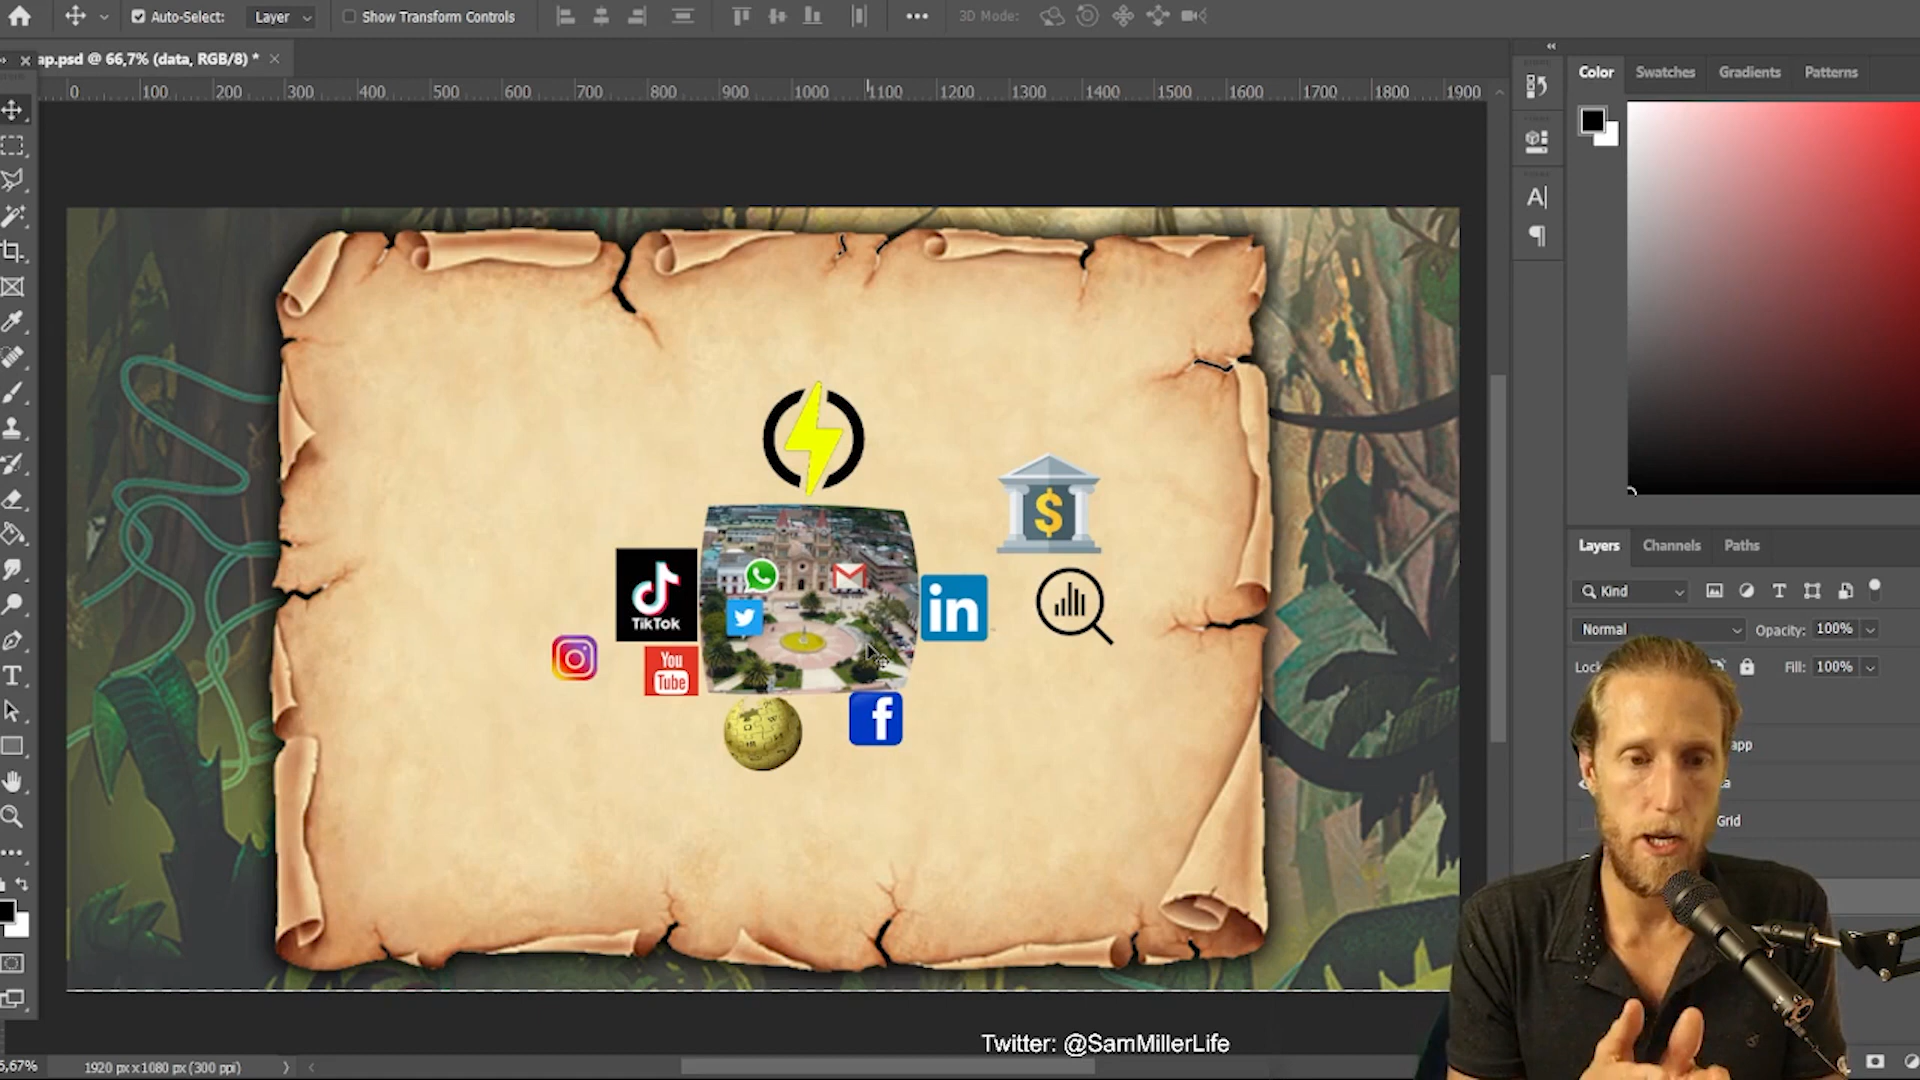 Auto-Select:
Layer
Show Transform Controls
3D Mode:
ap.psd @ 66,7% (data, RGB/8) *
0 100 200 300 400 500 600 700 800 900 1000 1100 1200 1300 1400 1500 1600 1700 1800 1900
Color
Swatches
Gradients
Patterns
TikTok
in
You
Tube
f
$
W
Layers
Channels
Paths
Kind
Normal
Opacity: 100%
Loc
Fill: 100%
app
a
Grid
Twitter: @SamMillerLife
6,67%
1920 px x 1080 px (300 ppi)